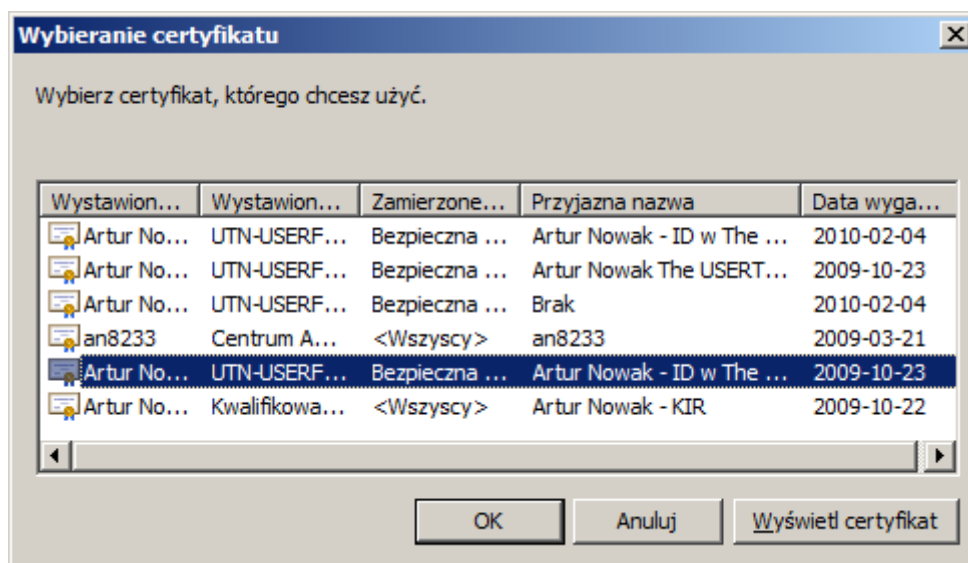 Wybieranie certyfikatu
Wybierz certyfikat, którego chcesz użyć.
Wystawion... Wystawion... Zamierzone... Przyjazna nazwa Data wyga...
Artur No... UTN-USERF... Bezpieczna ... Artur Nowak - ID w The ... 2010-02-04
Artur No... UTN-USERF... Bezpieczna ... Artur Nowak The USERT... 2009-10-23
Artur No... UTN-USERF... Bezpieczna ... Brak 2010-02-04
an8233 Centrum A... <Wszyscy> an8233 2009-03-21
Artur No... UTN-USERF... Bezpieczna ... Artur Nowak - ID w The ... 2009-10-23
Artur No... Kwalifikowa... <Wszyscy> Artur Nowak - KIR 2009-10-22
OK Anuluj Wyświetl certyfikat